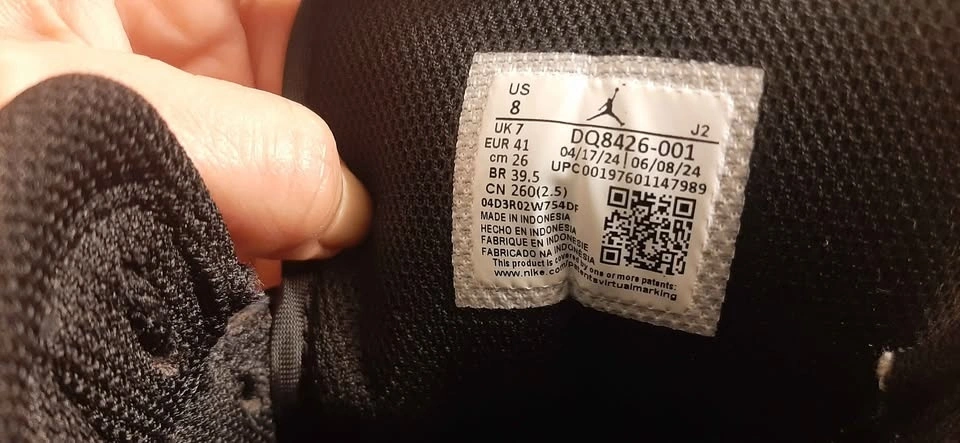 US
8
J2
UK 7
EUR 41
cm 26
BR 39.5
CN 260(2.5)
DQ8426-001
04/17/24 | 06/08/24
UPC00197601147989
04D3R02W754DF
MADE IN INDONESIA
HECHO EN INDONESIA
FABRIQUE EN INDONESIE
FABRICADO NA INDONESIA
This product is covered by one or more patents:
www.nike.com/patentsvirtualmarking